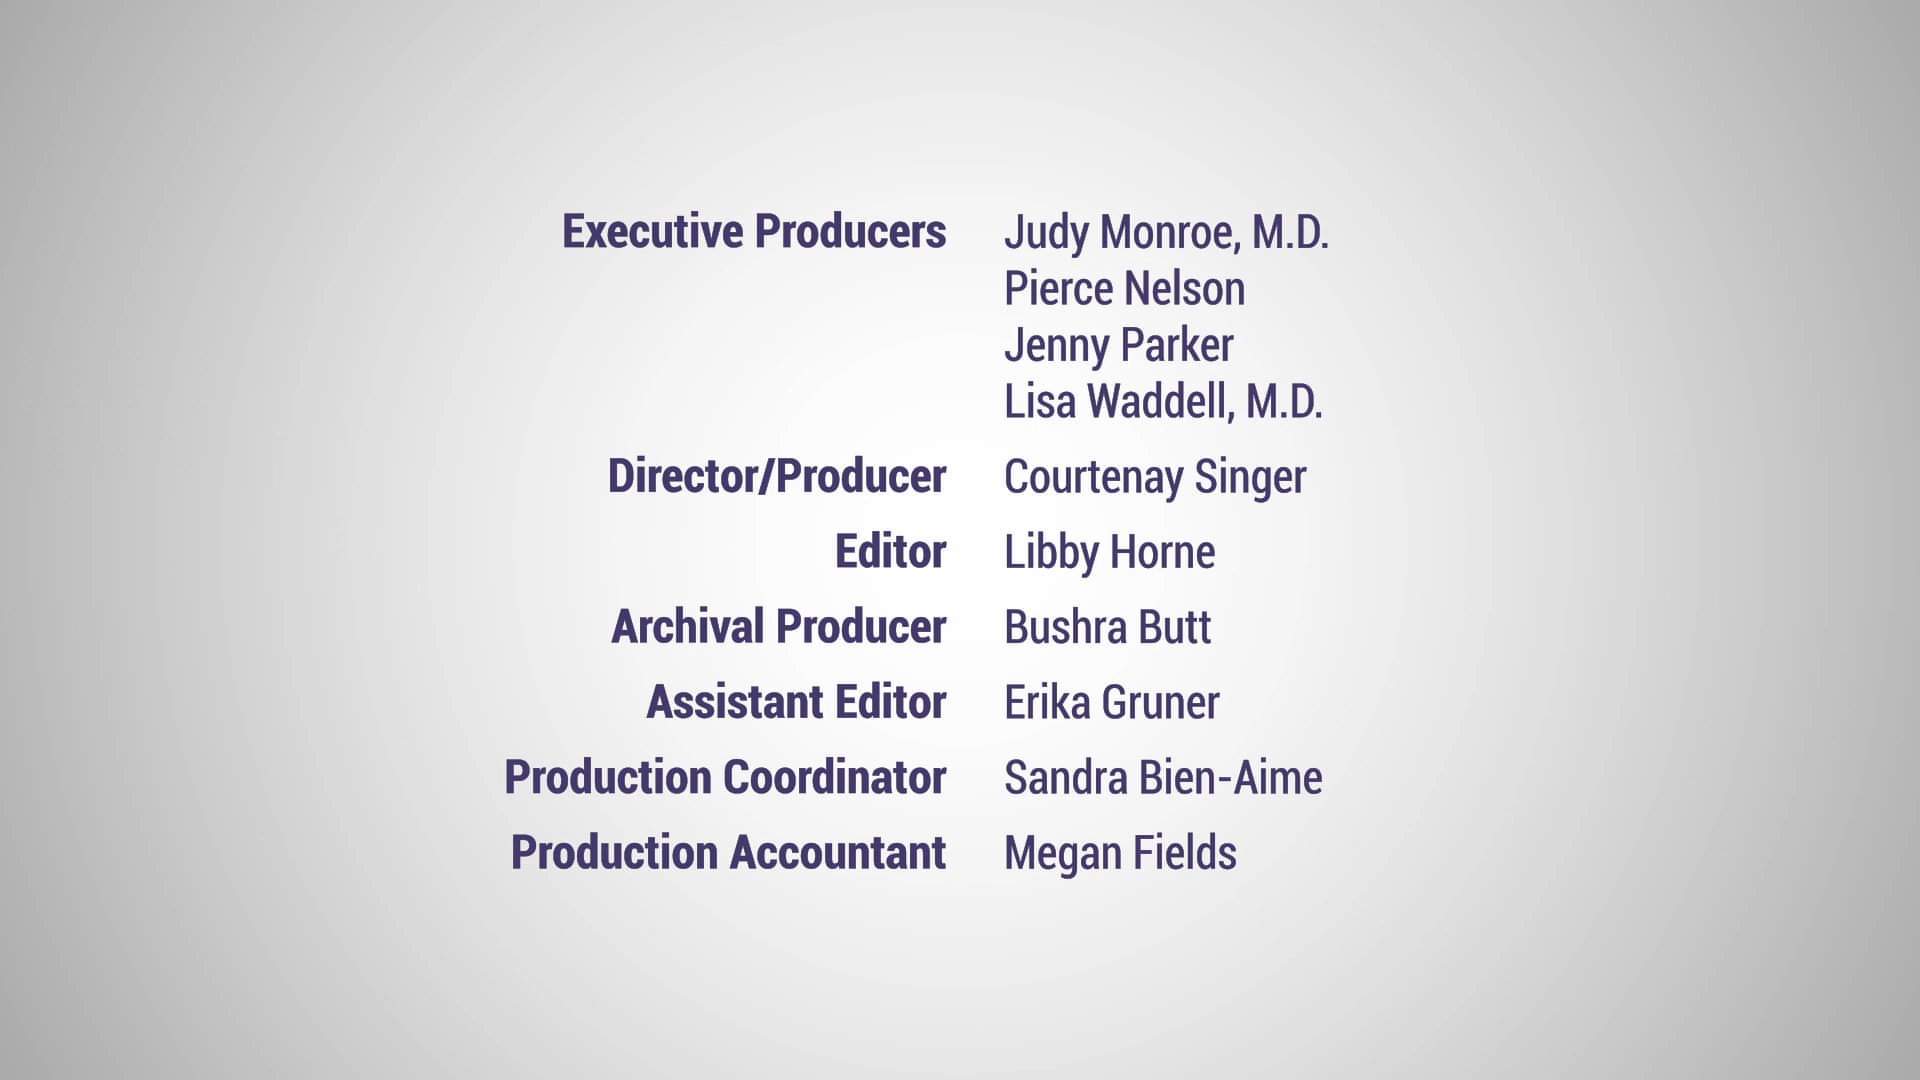 Executive Producers Judy Monroe, M.D.
Pierce Nelson
Jenny Parker
Lisa Waddell, M.D.
Director/Producer Courtenay Singer
Editor Libby Horne
Archival Producer Bushra Butt
Assistant Editor Erika Gruner
Production Coordinator Sandra Bien-Aime
Production Accountant Megan Fields